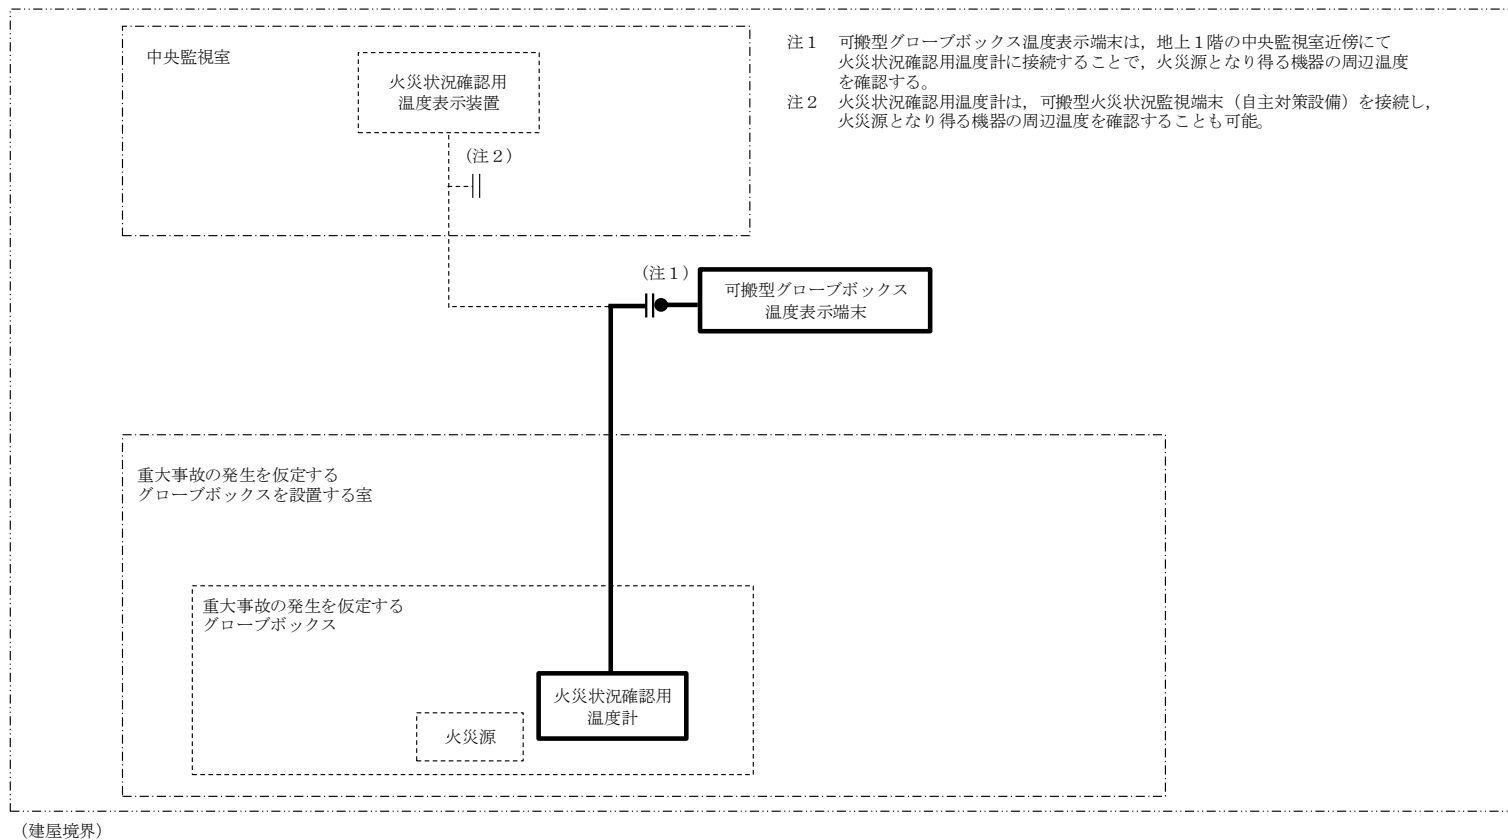 中央監視室
火災状況確認用
温度表示装置
（注２）
注１　可搬型グローブボックス温度表示端末は，地上１階の中央監視室近傍にて
火災状況確認用温度計に接続することで，火災源となり得る機器の周辺温度
を確認する。
注２　火災状況確認用温度計は，可搬型火災状況監視端末（自主対策設備）を接続し，
火災源となり得る機器の周辺温度を確認することも可能。
（注１）
可搬型グローブボックス
温度表示端末
重大事故の発生を仮定する
グローブボックスを設置する室
重大事故の発生を仮定する
グローブボックス
火災状況確認用
温度計
火災源
（建屋境界）